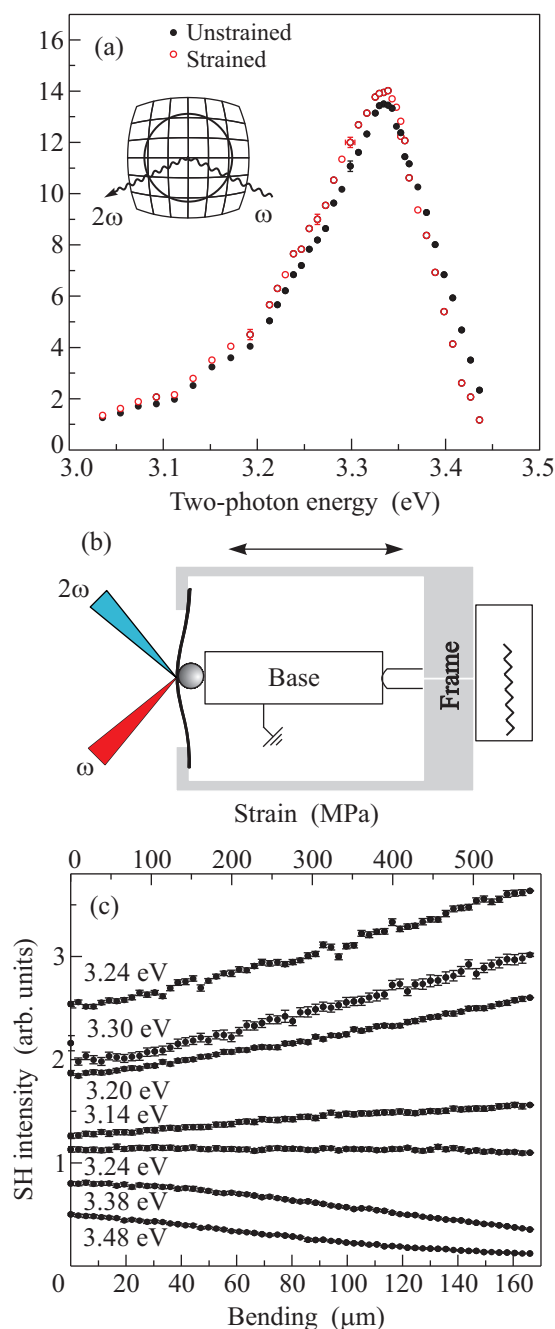 16
14
12
10
8
6
4
2
0
(a)
Unstrained
Strained
2ω
ω
3.0
3.1
3.2
3.3
3.4
3.5
Two-photon energy (eV)
(b)
2ω
ω
Base
Frame
Strain (MPa)
0
100
200
300
400
500
(c)
SH intensity (arb. units)
3
2
1
3.24 eV
3.30 eV
3.20 eV
3.14 eV
3.24 eV
3.38 eV
3.48 eV
0
20
40
60
80
100
120
140
160
Bending (μm)